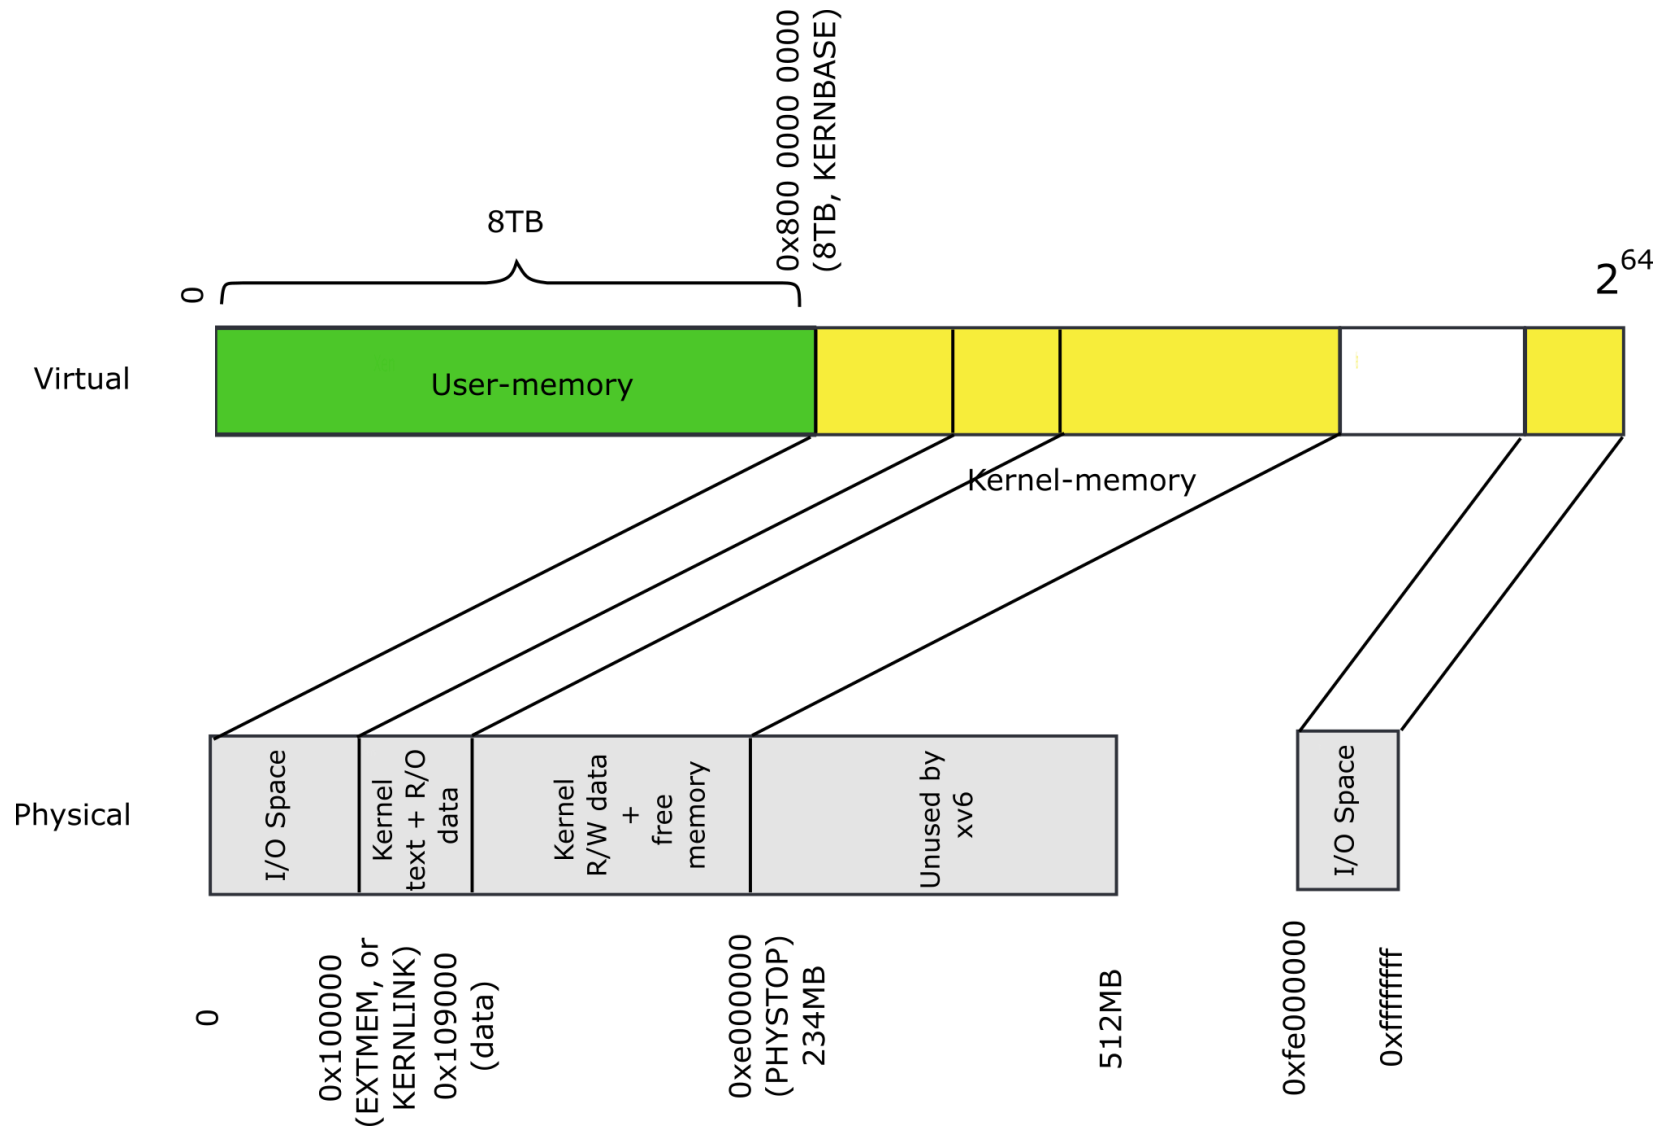 0
8TB
0x800 0000 0000
(8TB, KERNBASE)
2^64
Virtual
User-memory
Kernel-memory
Physical
I/O Space
Kernel
text + R/O
data
Kernel
R/W data
+
free
memory
Unused by
xv6
I/O Space
0
0x100000
(EXTMEM, or
KERNLINK)
0x109000
(data)
0xe000000
(PHYSTOP)
234MB
512MB
0xfe000000
0xffffffff